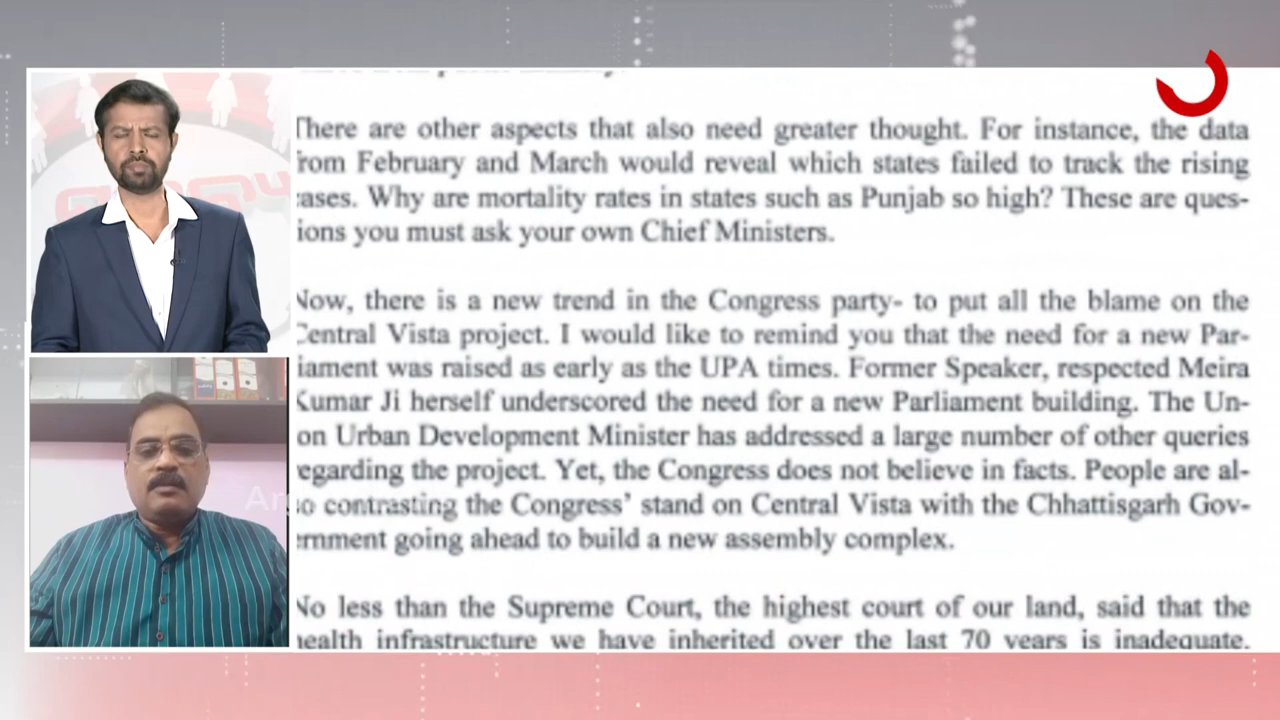 There are other aspects that also need greater thought. For instance, the data
from February and March would reveal which states failed to track the rising
cases. Why are mortality rates in states such as Punjab so high? These are ques-
ions you must ask your own Chief Ministers.
Now, there is a new trend in the Congress party- to put all the blame on the
Central Vista project. I would like to remind you that the need for a new Par-
iament was raised as early as the UPA times. Former Speaker, respected Meira
Kumar Ji herself underscored the need for a new Parliament building. The Un-
on Urban Development Minister has addressed a large number of other queries
egarding the project. Yet, the Congress does not believe in facts. People are al-
so contrasting the Congress' stand on Central Vista with the Chhattisgarh Gov-
ernment going ahead to build a new assembly complex.
No less than the Supreme Court, the highest court of our land, said that the
health infrastructure we have inherited over the last 70 years is inadequate.